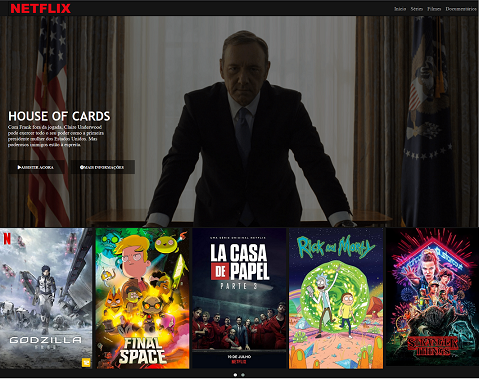 NETFLIX
Início Séries Filmes Documentários
HOUSE OF CARDS
Com Frank fora da jogada, Claire Underwood
pode exercer todo o seu poder como a primeira
presidente mulher dos Estados Unidos. Mas
poderosos inimigos estão à espreita.
ASSISTIR AGORA
MAIS INFORMAÇÕES
N
GODZILLA
FINAL
SPACE
UMA SÉRIE ORIGINAL NETFLIX
LA CASA
DE PAPEL
PARTE 3
19 DE JULHO
NETFLIX
Rick and Morty
STRANGER
THINGS